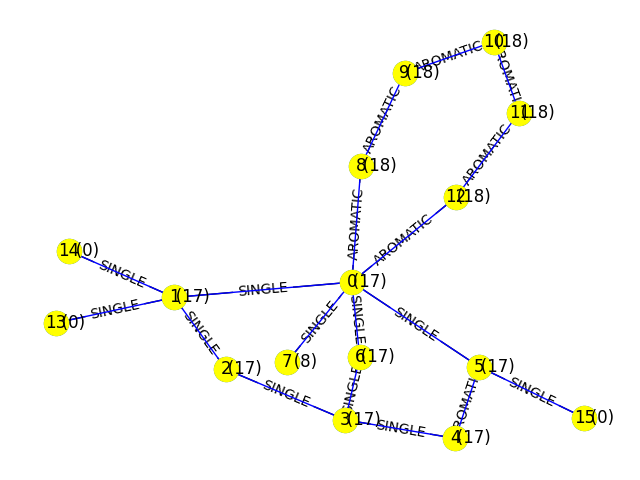 10(18)
AROMATIC
9(18)
AROMATIC
11(18)
AROMATIC
AROMATIC
8(18)
12(18)
AROMATIC
AROMATIC
14(0)
SINGLE
SINGLE
0(17)
1(17)
SINGLE
13(0)
SINGLE
SINGLE
SINGLE
SINGLE
6(17)
7(8)
5(17)
2(17)
SINGLE
SINGLE
AROMATIC
SINGLE
3(17)
SINGLE
4(17)
15(0)